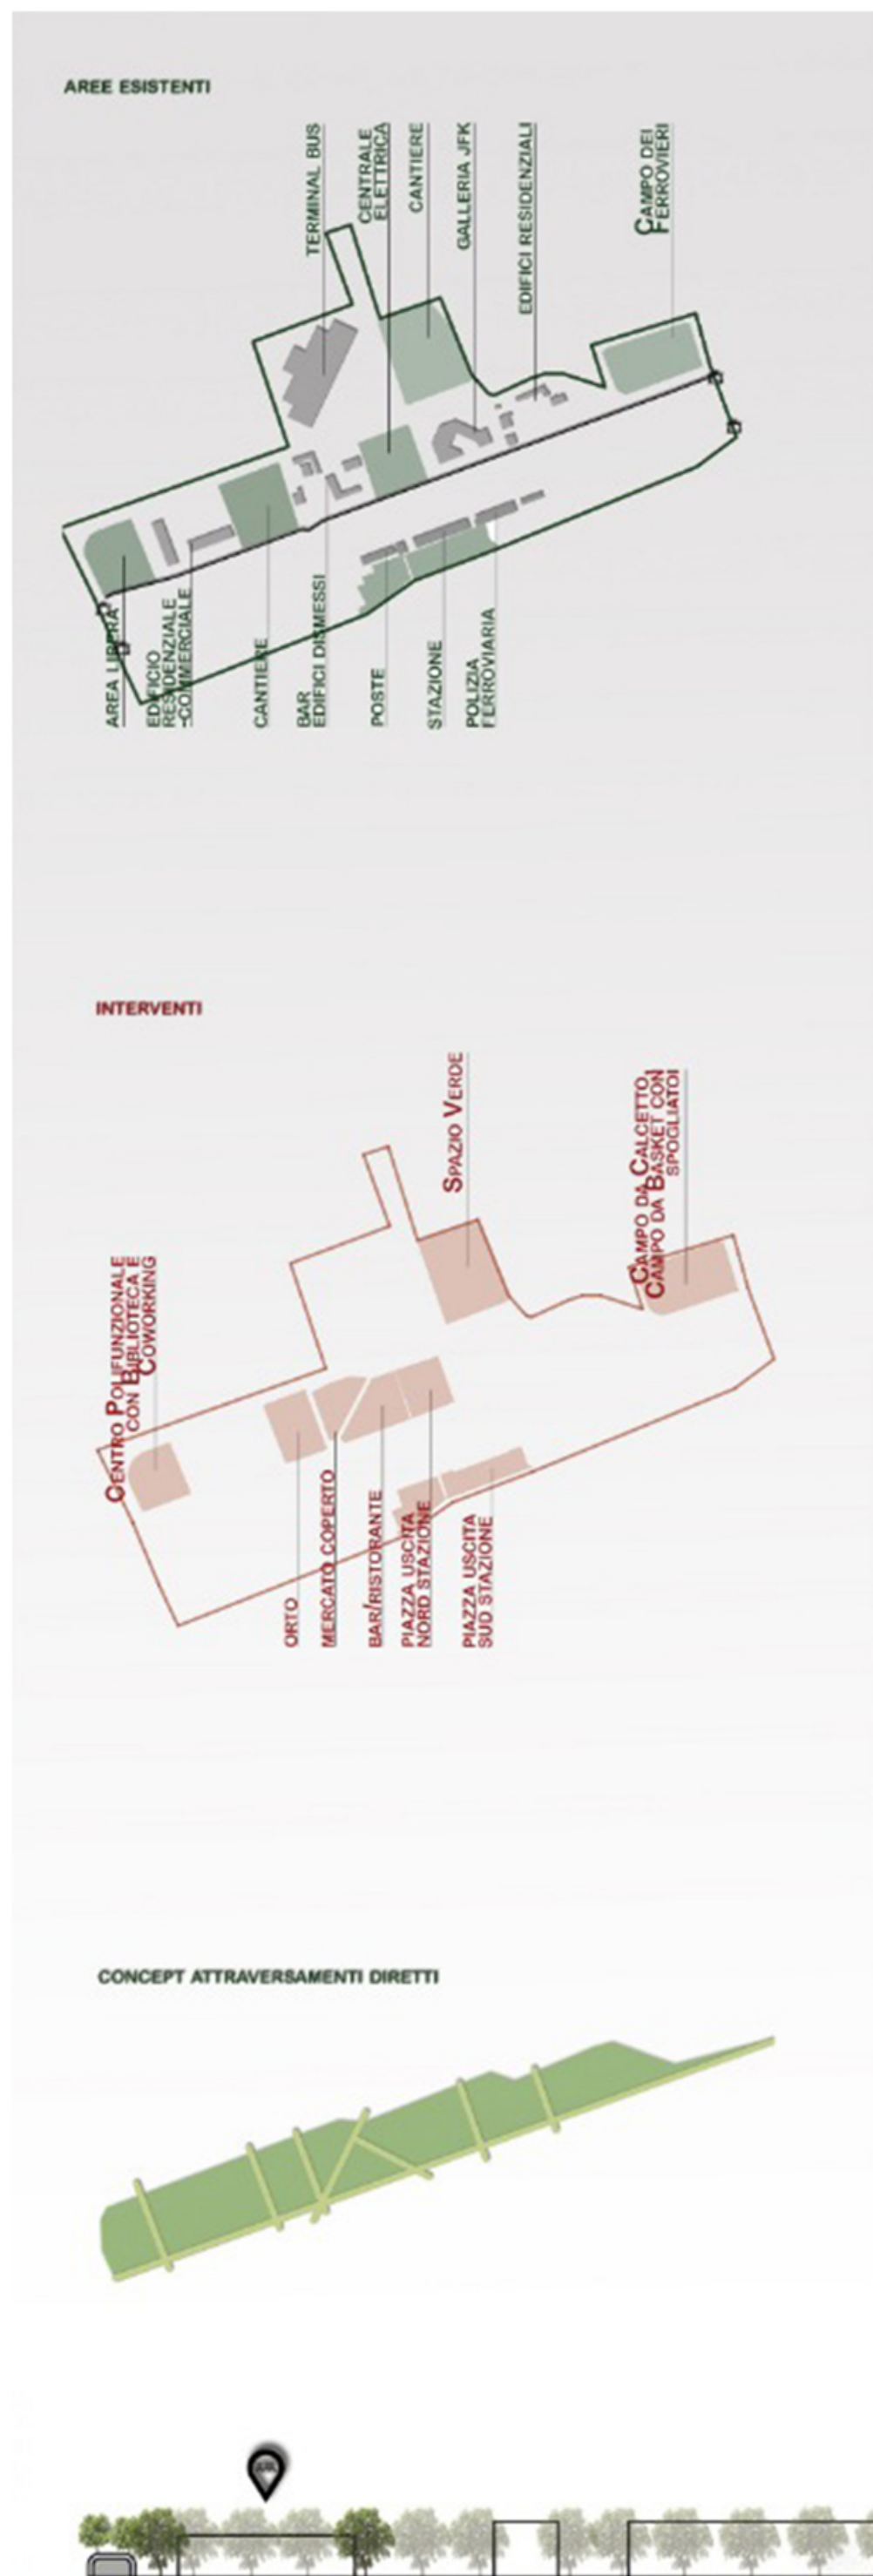 AREE ESISTENTI
TERMINAL BUS
CENTRALE
ELETTRICA
CANTIERE
GALLERIA JFK
EDIFICI RESIDENZIALI
CAMPO DEI
FERROVIERI
AREA LIBERA
EDIFICIO
RESIDENZIALE
-COMMERCIALE
CANTIERE
BAR
EDIFICI DISMESSI
POSTE
STAZIONE
POLIZIA
FERROVIARIA
INTERVENTI
SPAZIO VERDE
CAMPO DA CALCETTO,
CAMPO DA BASKET CON
SPOGLIATOI
CENTRO POLIFUNZIONALE
CON BIBLIOTECA E
COWORKING
ORTO
MERCATO COPERTO
BAR/RISTORANTE
PIAZZA USCITA
NORD STAZIONE
PIAZZA USCITA
SUD STAZIONE
CONCEPT ATTRAVERSAMENTI DIRETTI